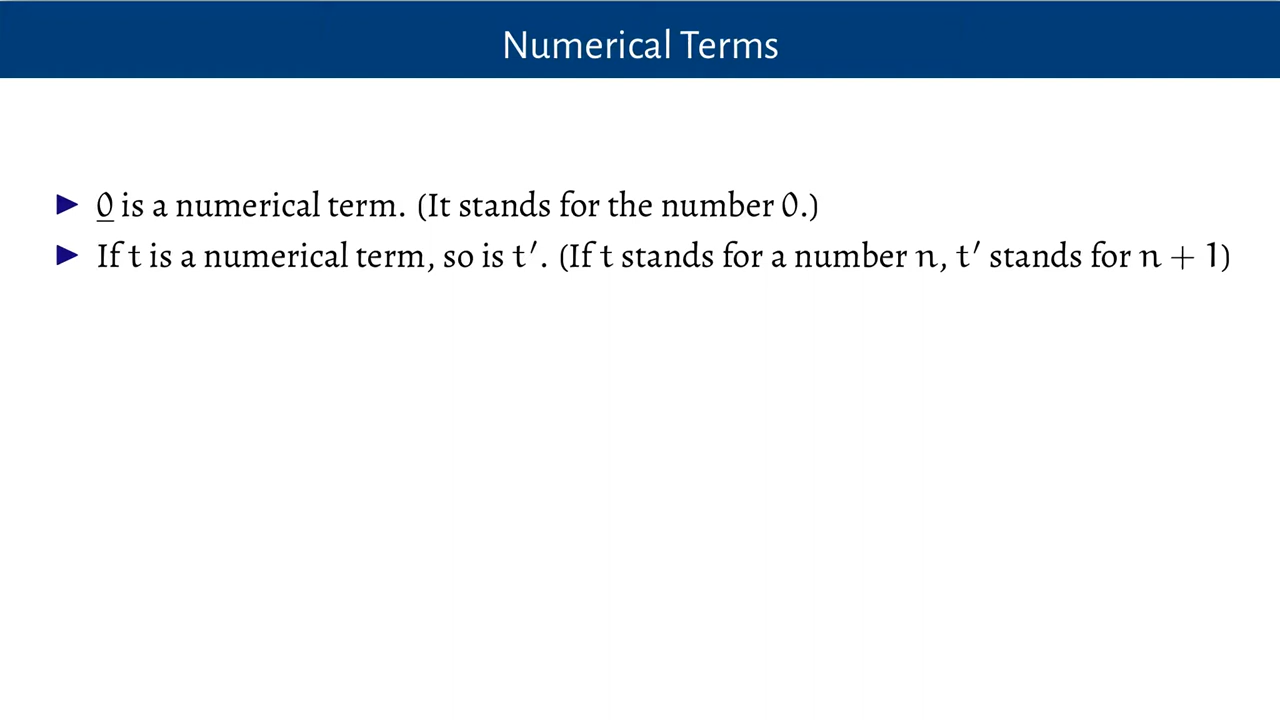 Numerical Terms
▶ 0 is a numerical term. (It stands for the number 0.)
▶ If t is a numerical term, so is t′. (If t stands for a number n, t′ stands for n + 1)